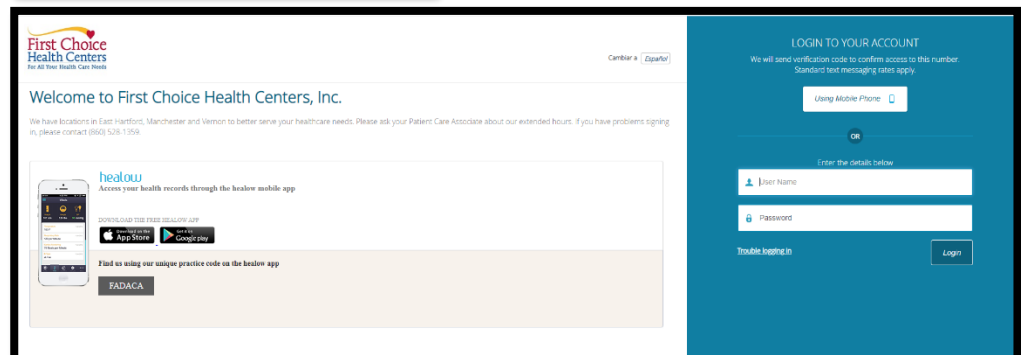 First Choice
Health Centers
For All Your Health Care Needs
Cambiar a Español
Welcome to First Choice Health Centers, Inc.
We have locations in East Hartford, Manchester and Vernon to better serve your healthcare needs. Please ask your Patient Care Associate about our extended hours. If you have problems signing
in, please contact (860) 528-1359.
healow
Access your health records through the healow mobile app
DOWNLOAD THE FREE HEALOW APP
Download on the
App Store
Get it on
Google play
Find us using our unique practice code on the healow app
FADACA
LOGIN TO YOUR ACCOUNT
We will send verification code to confirm access to this number.
Standard text messaging rates apply.
Using Mobile Phone
OR
Enter the details below
User Name
Password
Trouble logging in
Login